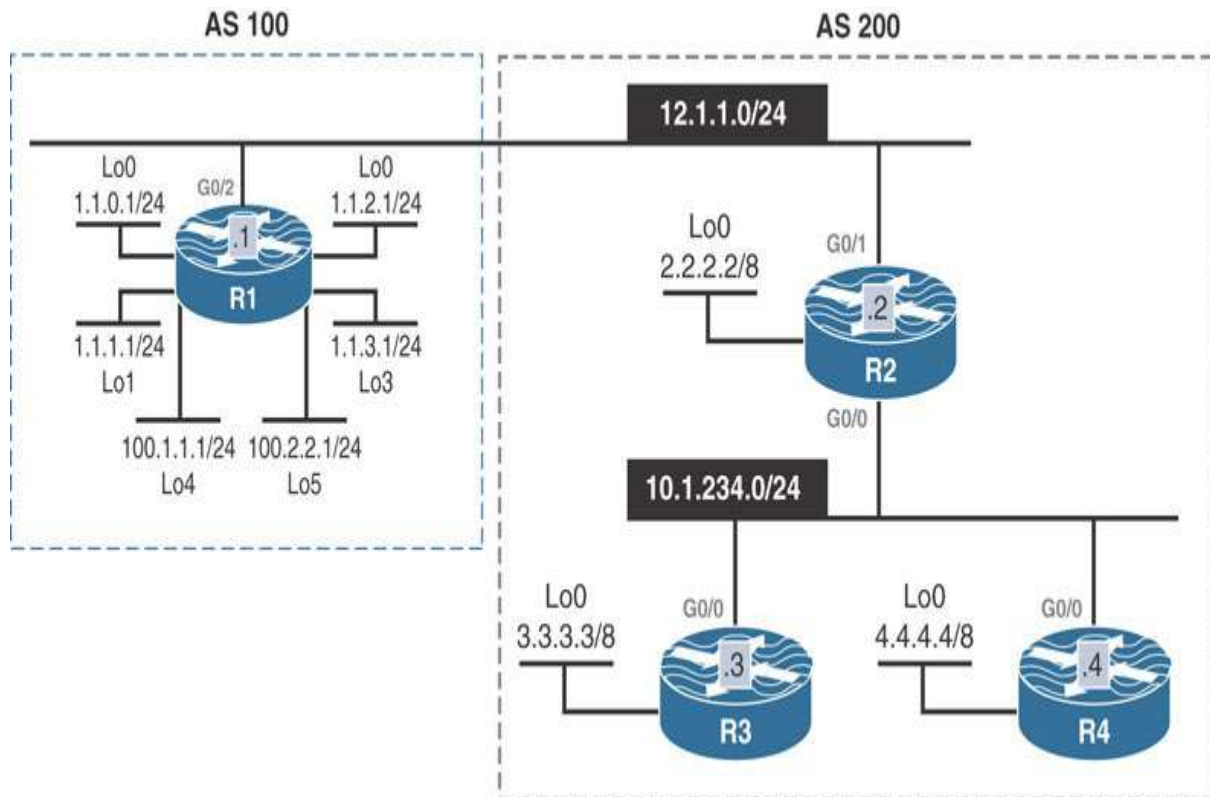 AS 100
AS 200
12.1.1.0/24
Lo0
1.1.0.1/24
G0/2
Lo0
1.1.2.1/24
.1
R1
1.1.1.1/24
Lo1
1.1.3.1/24
Lo3
100.1.1.1/24
Lo4
100.2.2.1/24
Lo5
Lo0
2.2.2.2/8
G0/1
.2
R2
G0/0
10.1.234.0/24
Lo0
3.3.3.3/8
G0/0
.3
R3
Lo0
4.4.4.4/8
G0/0
.4
R4